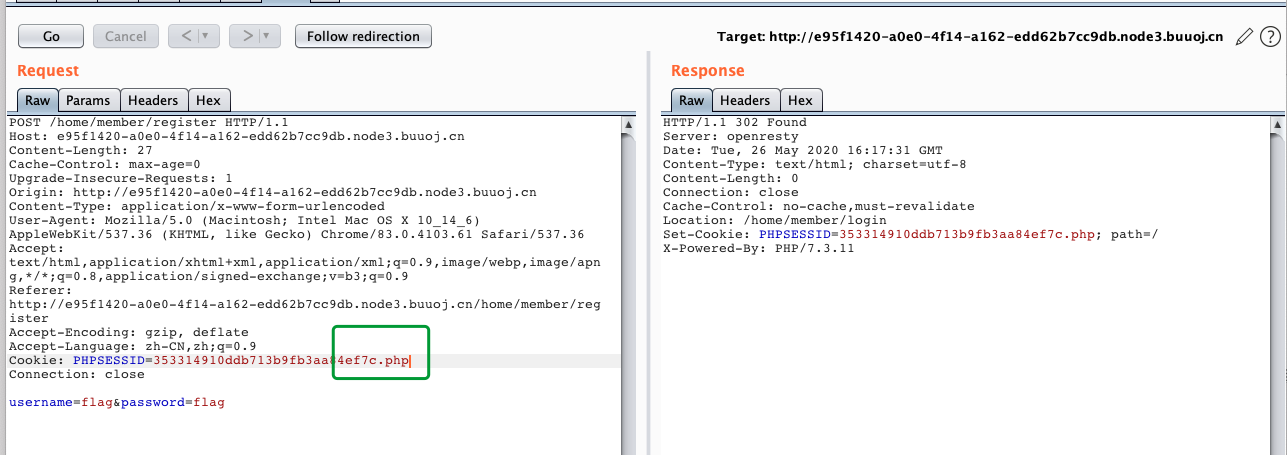 Go
Cancel
<
>
Follow redirection
Target: http://e95f1420-a0e0-4f14-a162-edd62b7cc9db.node3.buuoj.cn
?
Request
Raw
Params
Headers
Hex
POST /home/member/register HTTP/1.1
Host: e95f1420-a0e0-4f14-a162-edd62b7cc9db.node3.buuoj.cn
Content-Length: 27
Cache-Control: max-age=0
Upgrade-Insecure-Requests: 1
Origin: http://e95f1420-a0e0-4f14-a162-edd62b7cc9db.node3.buuoj.cn
Content-Type: application/x-www-form-urlencoded
User-Agent: Mozilla/5.0 (Macintosh; Intel Mac OS X 10_14_6)
AppleWebKit/537.36 (KHTML, like Gecko) Chrome/83.0.4103.61 Safari/537.36
Accept:
text/html,application/xhtml+xml,application/xml;q=0.9,image/webp,image/apn
g,*/*;q=0.8,application/signed-exchange;v=b3;q=0.9
Referer:
http://e95f1420-a0e0-4f14-a162-edd62b7cc9db.node3.buuoj.cn/home/member/reg
ister
Accept-Encoding: gzip, deflate
Accept-Language: zh-CN,zh;q=0.9
Cookie: PHPSESSID=353314910ddb713b9fb3aa84ef7c.php
Connection: close
username=flag&password=flag
Response
Raw
Headers
Hex
HTTP/1.1 302 Found
Server: openresty
Date: Tue, 26 May 2020 16:17:31 GMT
Content-Type: text/html; charset=utf-8
Content-Length: 0
Connection: close
Cache-Control: no-cache,must-revalidate
Location: /home/member/login
Set-Cookie: PHPSESSID=353314910ddb713b9fb3aa84ef7c.php; path=/
X-Powered-By: PHP/7.3.11